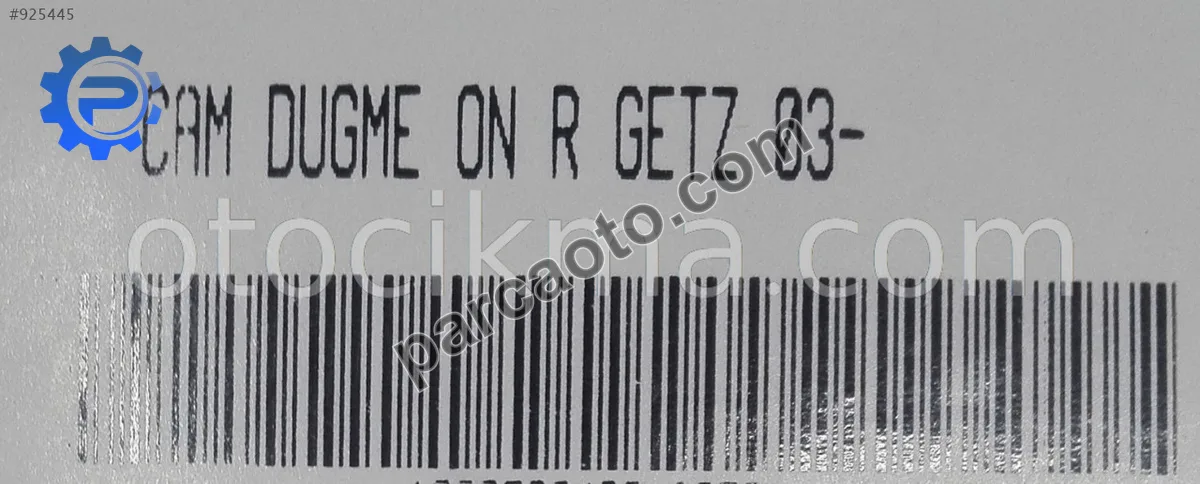 #925445
CAM DUGME ON R GETZ 03-
otocikma.com
parcaoto.com